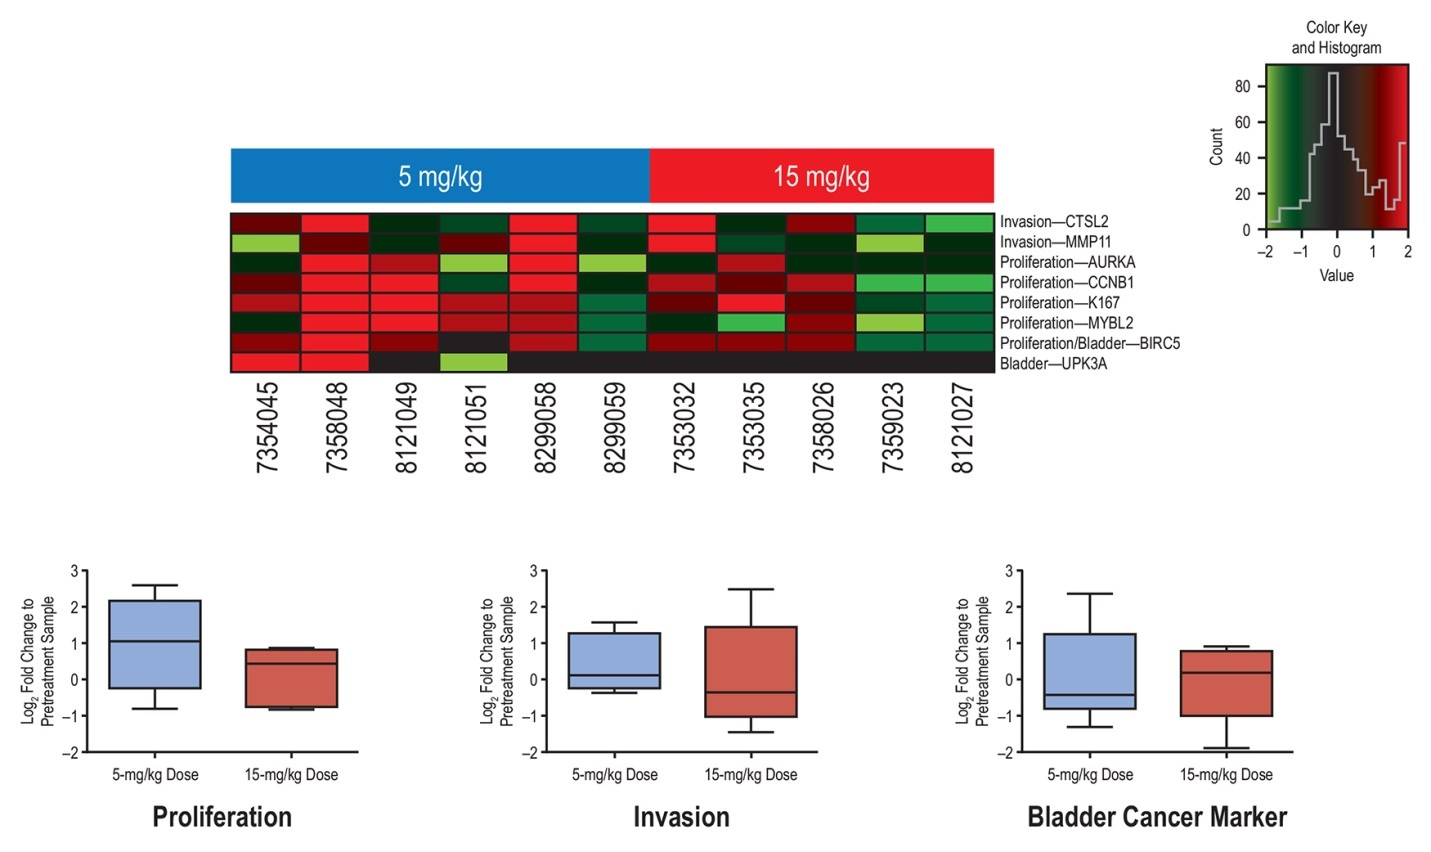 Color Key
and Histogram
80
60
40
20
0
Count
–2 –1 0 1 2
Value
5 mg/kg 15 mg/kg
Invasion—CTSL2
Invasion—MMP11
Proliferation—AURKA
Proliferation—CCNB1
Proliferation—K167
Proliferation—MYBL2
Proliferation/Bladder—BIRC5
Bladder—UPK3A
7354045 7358048 8121049 8121051 8299058 8299059 7353032 7353035 7358026 7359023 8121027
Log2 Fold Change to
Pretreatment Sample
3
2
1
0
–1
–2
5-mg/kg Dose 15-mg/kg Dose
Proliferation
Log2 Fold Change to
Pretreatment Sample
3
2
1
0
–1
–2
5-mg/kg Dose 15-mg/kg Dose
Invasion
Log2 Fold Change to
Pretreatment Sample
3
2
1
0
–1
–2
5-mg/kg Dose 15-mg/kg Dose
Bladder Cancer Marker